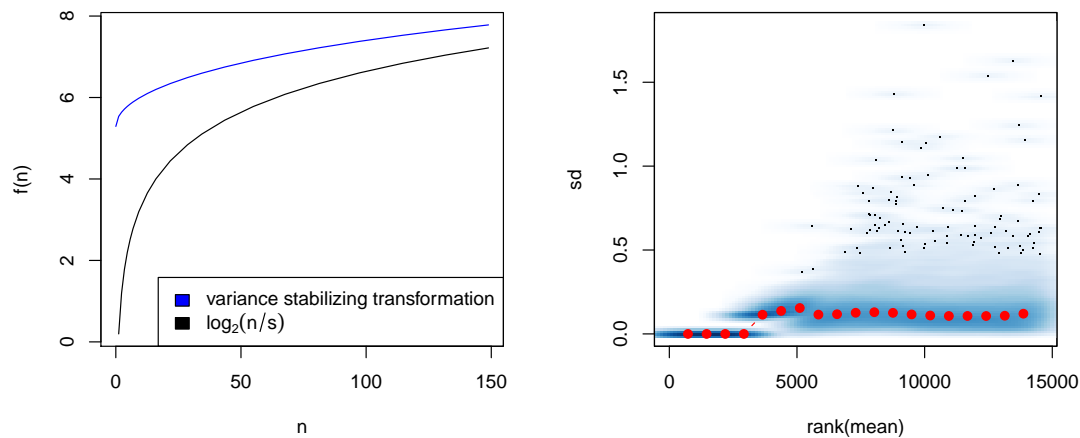 8
6
4
2
0
f(n)
variance stabilizing transformation
log₂(n/s)
0 50 100 150
n
1.5
1.0
0.5
0.0
sd
0 5000 10000 15000
rank(mean)